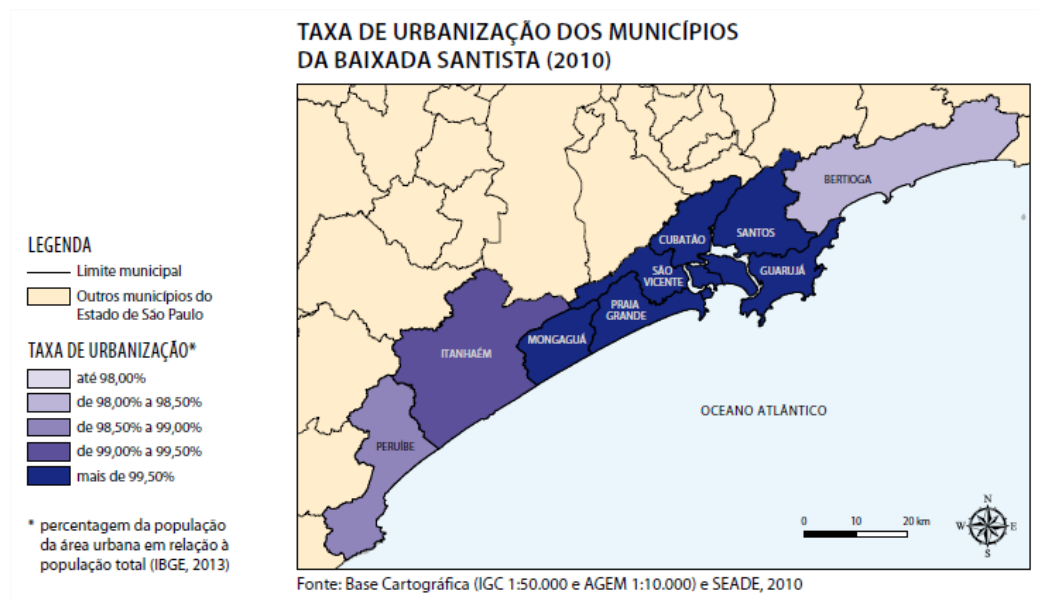 TAXA DE URBANIZAÇÃO DOS MUNICÍPIOS
DA BAIXADA SANTISTA (2010)
LEGENDA
Limite municipal
Outros municípios do
Estado de São Paulo
TAXA DE URBANIZAÇÃO*
até 98,00%
de 98,00% a 98,50%
de 98,50% a 99,00%
de 99,00% a 99,50%
mais de 99,50%
* percentagem da população
da área urbana em relação à
população total (IBGE, 2013)
BERTIOGA
SANTOS
CUBATÃO
GUARUJÁ
SÃO
VICENTE
PRAIA
GRANDE
MONGAGUÁ
ITANHAÉM
PERUÍBE
OCEANO ATLÂNTICO
0 10 20 km
N
W E
S
Fonte: Base Cartográfica (IGC 1:50.000 e AGEM 1:10.000) e SEADE, 2010